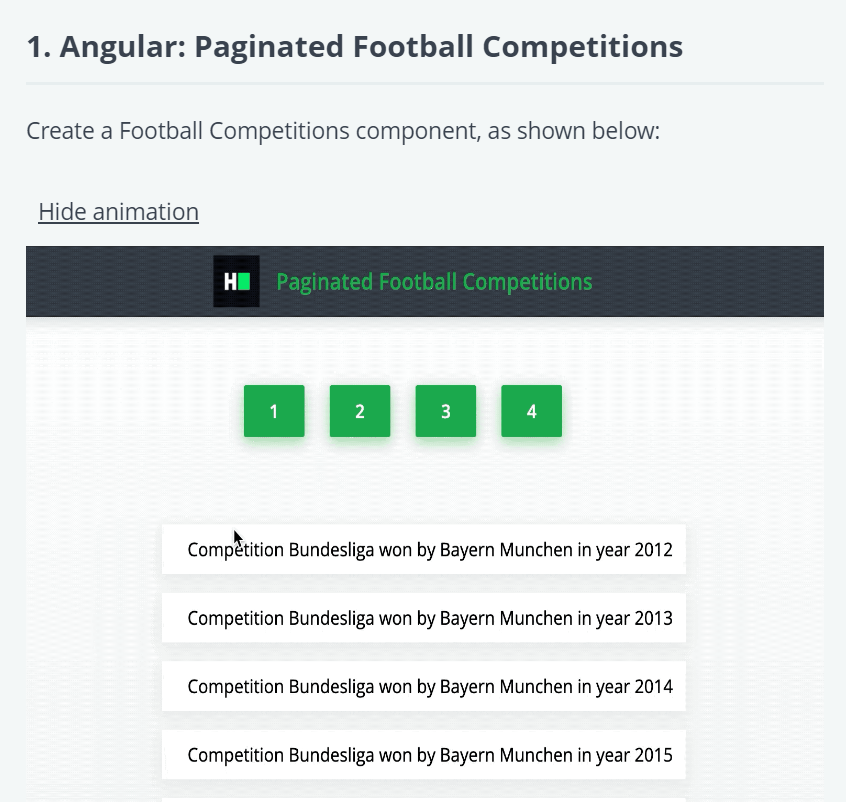 1. Angular: Paginated Football Competitions
Create a Football Competitions component, as shown below:
Hide animation
H
Paginated Football Competitions
1 2 3 4
Competition Bundesliga won by Bayern Munchen in year 2012
Competition Bundesliga won by Bayern Munchen in year 2013
Competition Bundesliga won by Bayern Munchen in year 2014
Competition Bundesliga won by Bayern Munchen in year 2015